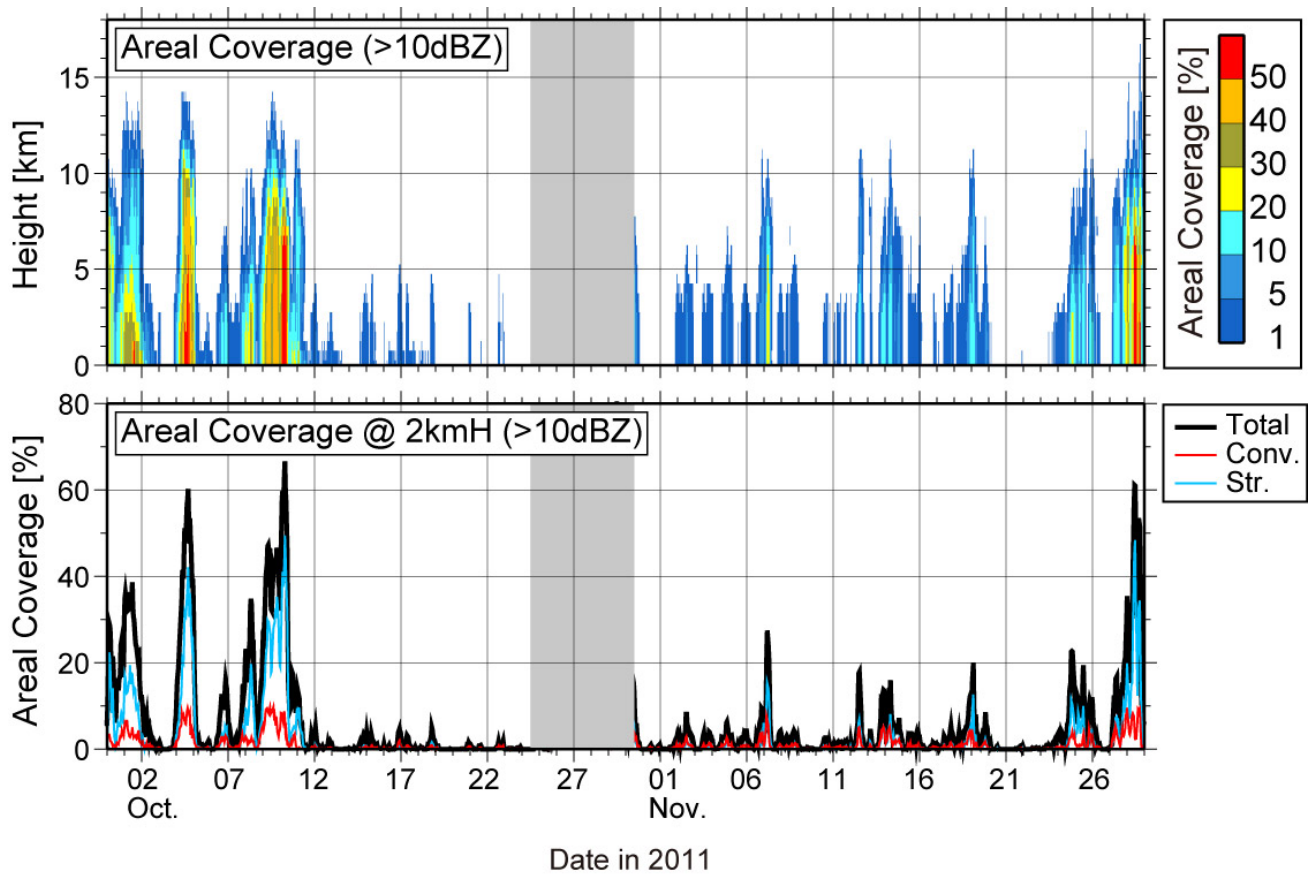 Areal Coverage (>10dBZ)
15
10
5
0
Height [km]
Areal Coverage [%]
50
40
30
20
10
5
1
Areal Coverage @ 2kmH (>10dBZ)
80
60
40
20
0
Areal Coverage [%]
Total
Conv.
Str.
02 07 12 17 22 27 01 06 11 16 21 26
Oct. Nov.
Date in 2011